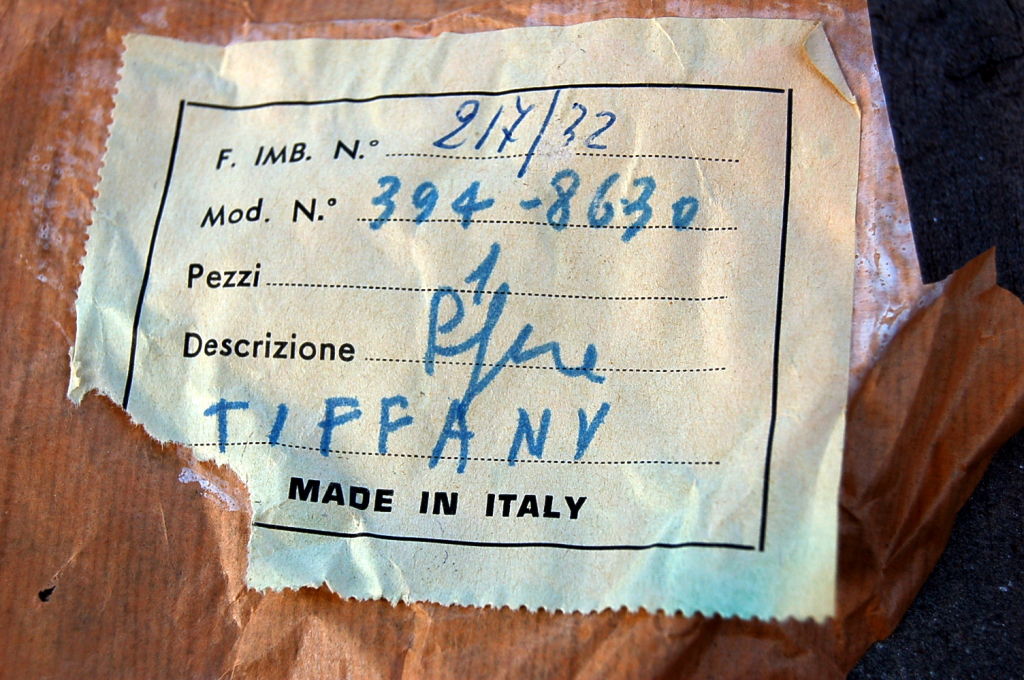 F. IMB. N.° 217/32
Mod. N.° 394-8630
Pezzi 1
Descrizione
TIFFANY
MADE IN ITALY